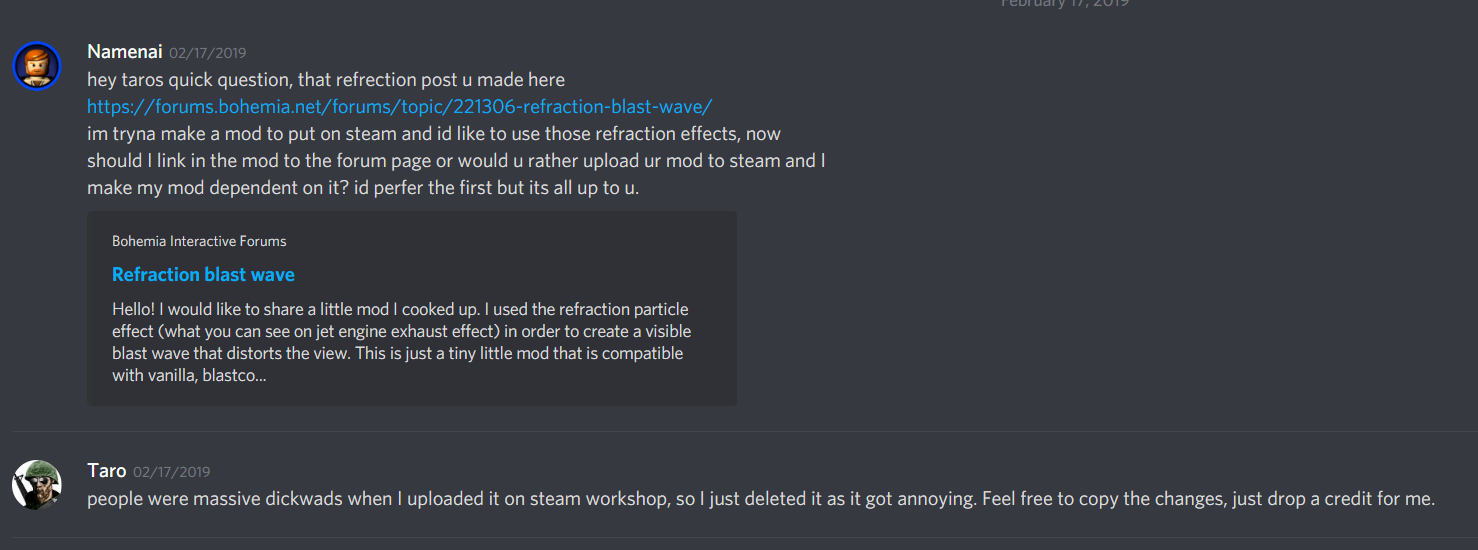 February 17, 2019
Namenai 02/17/2019
hey taros quick question, that refrection post u made here
https://forums.bohemia.net/forums/topic/221306-refraction-blast-wave/
im tryna make a mod to put on steam and id like to use those refraction effects, now
should I link in the mod to the forum page or would u rather upload ur mod to steam and I
make my mod dependent on it? id perfer the first but its all up to u.
Bohemia Interactive Forums
Refraction blast wave
Hello! I would like to share a little mod I cooked up. I used the refraction particle
effect (what you can see on jet engine exhaust effect) in order to create a visible
blast wave that distorts the view. This is just a tiny little mod that is compatible
with vanilla, blastco...
Taro 02/17/2019
people were massive dickwads when I uploaded it on steam workshop, so I just deleted it as it got annoying. Feel free to copy the changes, just drop a credit for me.